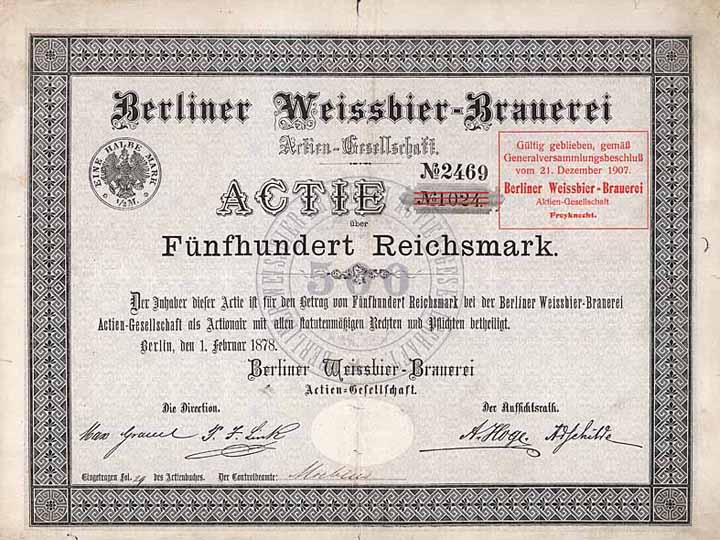 Berliner Weissbier-Brauerei
Actien-Gesellschaft.
EINE HALBE MARK
½M.
№2469
№1024
ACTIE
über
Fünfhundert Reichsmark.
Gültig geblieben, gemäß
Generalversammlungsbeschluß
vom 21. Dezember 1907.
Berliner Weissbier-Brauerei
Aktien-Gesellschaft
Freyknecht.
500
Der Inhaber dieser Actie ist für den Betrag von Fünfhundert Reichsmark bei der Berliner Weissbier-Brauerei
Actien-Gesellschaft als Actionair mit allen statutenmäßigen Rechten und Pflichten betheiligt.
Berlin, den 1. Februar 1878.
Berliner Weissbier-Brauerei
Actien-Gesellschaft.
Die Direction.
Der Aufsichtsrath.
A. Hoge
Eingetragen Fol. 29 des Actienbuches. Der Controlbeamte: